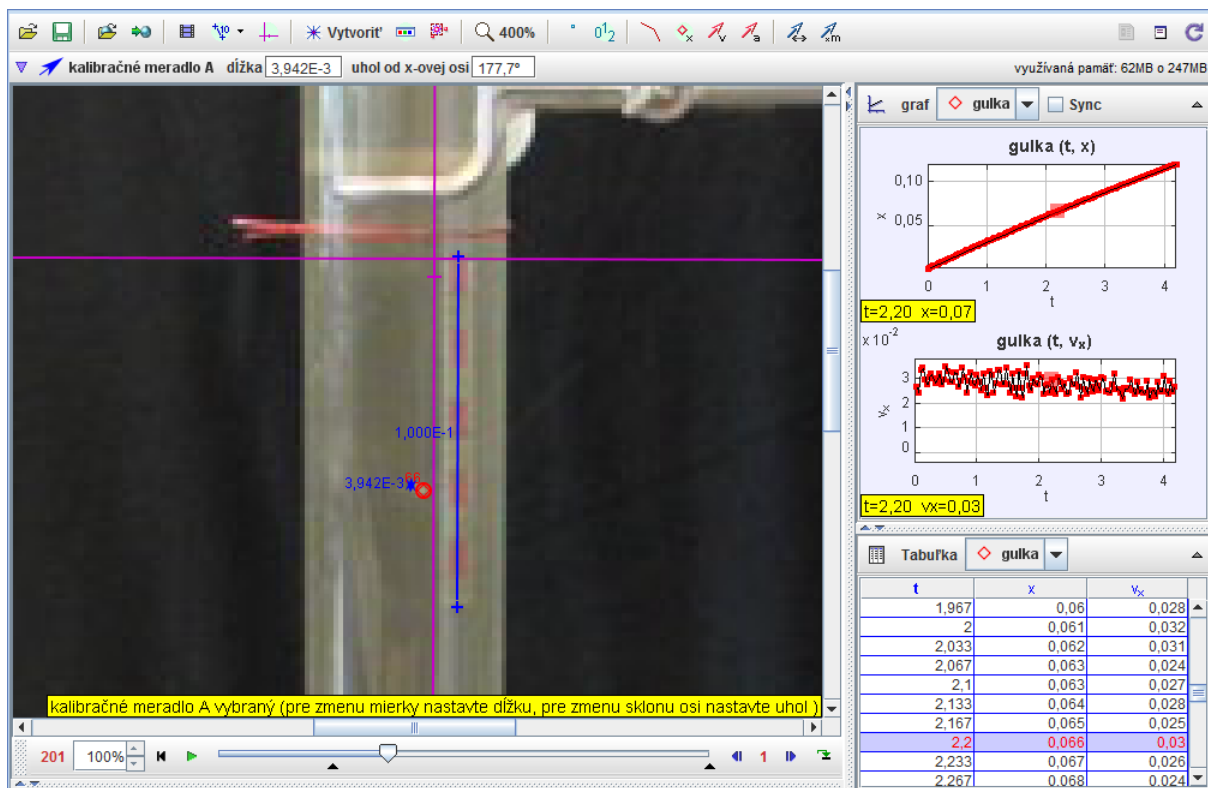 Vytvoriť 400% 0¹2 x v a xm
kalibračné meradlo A dĺžka 3,942E-3 uhol od x-ovej osi 177,7° využívaná pamäť: 62MB o 247MB
1,000E-1
3,942E-3
66
kalibračné meradlo A vybraný (pre zmenu mierky nastavte dĺžku, pre zmenu sklonu osi nastavte uhol )
201 100% 1
graf gulka Sync
gulka (t, x)
0,10
x 0,05
0 1 2 3 4
t
t=2,20 x=0,07
x 10⁻²
gulka (t, vₓ)
3
2
vₓ
1
0
0 1 2 3 4
t
t=2,20 vx=0,03
Tabuľka gulka
t x vₓ
1,967 0,06 0,028
2 0,061 0,032
2,033 0,062 0,031
2,067 0,063 0,024
2,1 0,063 0,027
2,133 0,064 0,028
2,167 0,065 0,025
2,2 0,066 0,03
2,233 0,067 0,026
2,267 0,068 0,024